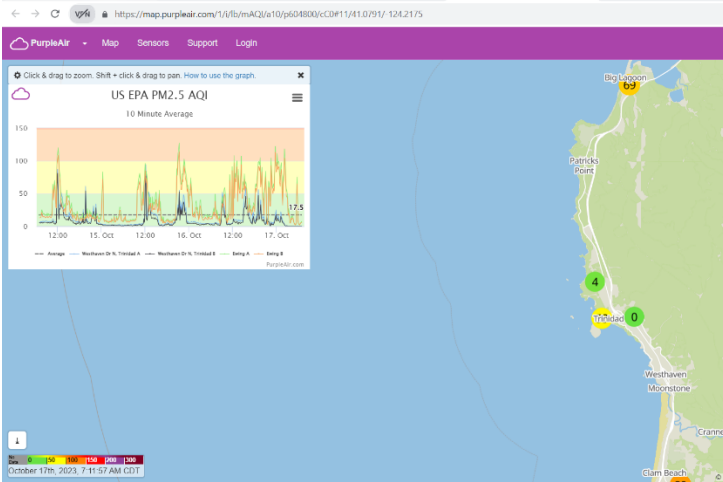 VPN https://map.purpleair.com/1/i/lb/mAQI/a10/p604800/cC0#11/41.0791/-124.2175
PurpleAir Map Sensors Support Login
Click & drag to zoom. Shift + click & drag to pan. How to use the graph.
US EPA PM2.5 AQI
10 Minute Average
150
100
50
0
17.5
12:00 15. Oct 12:00 16. Oct 12:00 17. Oct
Average Westhaven Dr N, Trinidad A Westhaven Dr N, Trinidad B Ewing A Ewing B
PurpleAir.com
Big Lagoon
69
Patricks
Point
4
Trinidad
0
Westhaven
Moonstone
Cranne
Clam Beach
i
No
Data 0 50 100 150 200 300
October 17th, 2023, 7:11:57 AM CDT